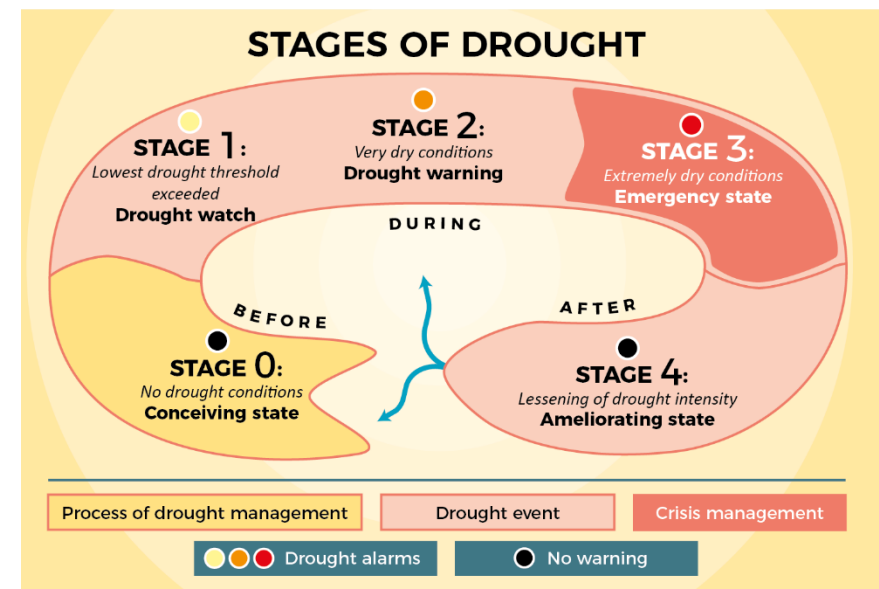 STAGES OF DROUGHT
STAGE 1:
Lowest drought threshold
exceeded
Drought watch
STAGE 2:
Very dry conditions
Drought warning
STAGE 3:
Extremely dry conditions
Emergency state
DURING
BEFORE
AFTER
STAGE 0:
No drought conditions
Conceiving state
STAGE 4:
Lessening of drought intensity
Ameliorating state
Process of drought management
Drought event
Crisis management
Drought alarms
No warning